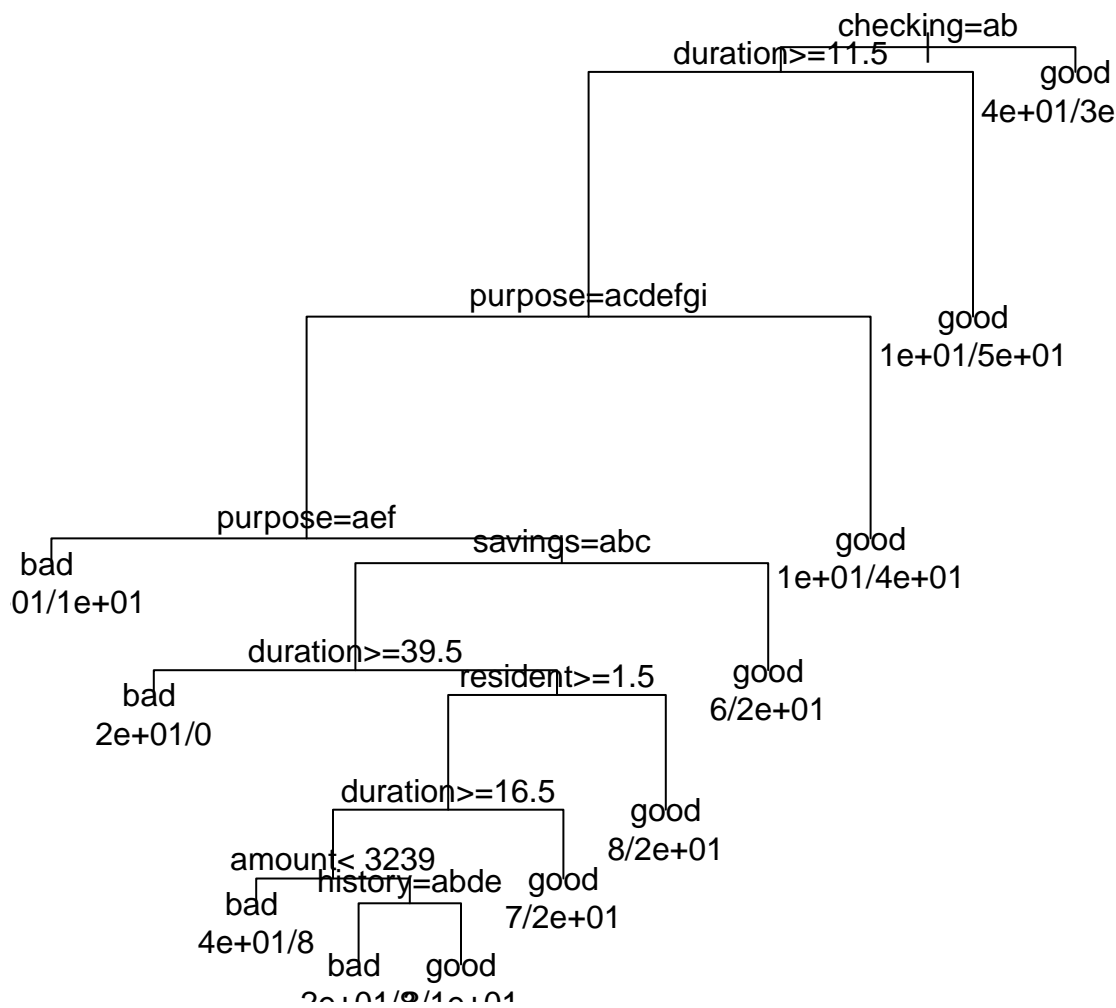 checking=ab
duration>=11.5
good
4e+01/3e
purpose=acdefgi
good
1e+01/5e+01
purpose=aef
savings=abc
good
1e+01/4e+01
bad
01/1e+01
duration>=39.5
resident>=1.5
good
6/2e+01
bad
2e+01/0
duration>=16.5
good
8/2e+01
amount< 3239
history=abde
good
7/2e+01
bad
4e+01/8
bad
good